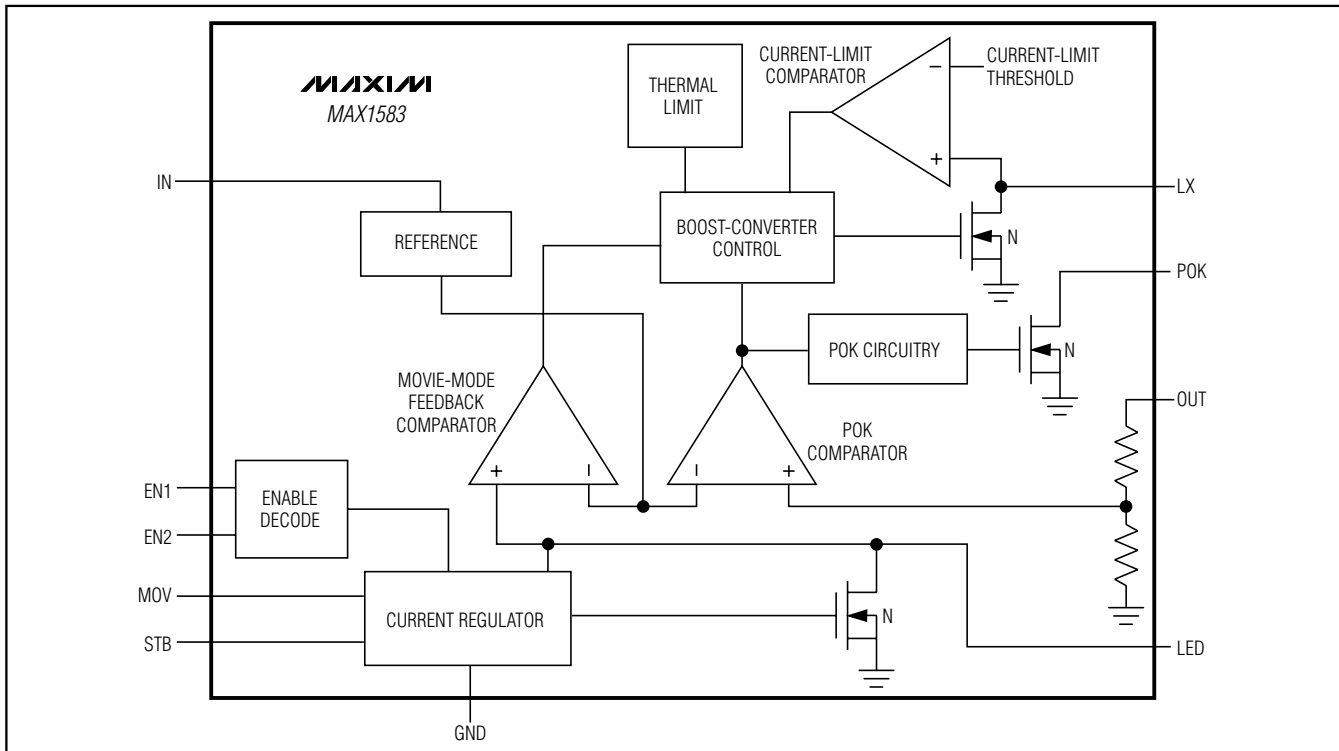 MAXIM
MAX1583
THERMAL
LIMIT
CURRENT-LIMIT
COMPARATOR
−
CURRENT-LIMIT
THRESHOLD
+
IN
LX
REFERENCE
BOOST-CONVERTER
CONTROL
N
POK
POK CIRCUITRY
N
MOVIE-MODE
FEEDBACK
COMPARATOR
+
−
−
+
POK
COMPARATOR
OUT
EN1
EN2
ENABLE
DECODE
MOV
STB
CURRENT REGULATOR
N
LED
GND